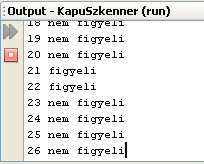 Output - KapuSzkenner (run)
18 nem figyeli
19 nem figyeli
20 nem figyeli
21 figyeli
22 figyeli
23 nem figyeli
24 nem figyeli
25 nem figyeli
26 nem figyeli